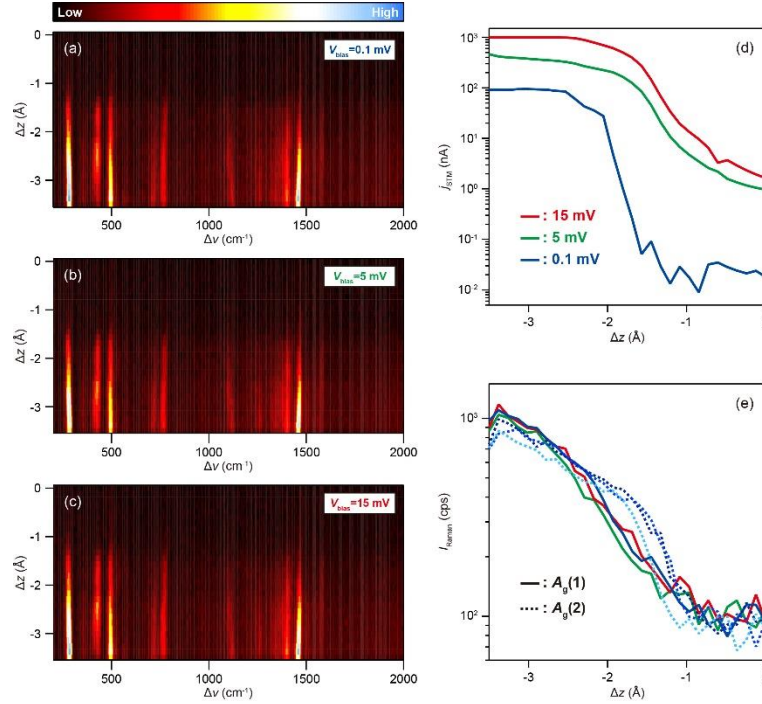 Low High
(a) V_bias=0.1 mV
0
-1
-2
-3
Δz (Å)
500 1000 1500 2000
Δν (cm⁻¹)
(b) V_bias=5 mV
0
-1
-2
-3
Δz (Å)
500 1000 1500 2000
Δν (cm⁻¹)
(c) V_bias=15 mV
0
-1
-2
-3
Δz (Å)
500 1000 1500 2000
Δν (cm⁻¹)
(d)
10³
10²
10¹
10⁰
10⁻¹
10⁻²
j_STM (nA)
: 15 mV
: 5 mV
: 0.1 mV
-3 -2 -1 0
Δz (Å)
(e)
10²
I_Raman (cps)
: A_g(1)
: A_g(2)
-3 -2 -1 0
Δz (Å)